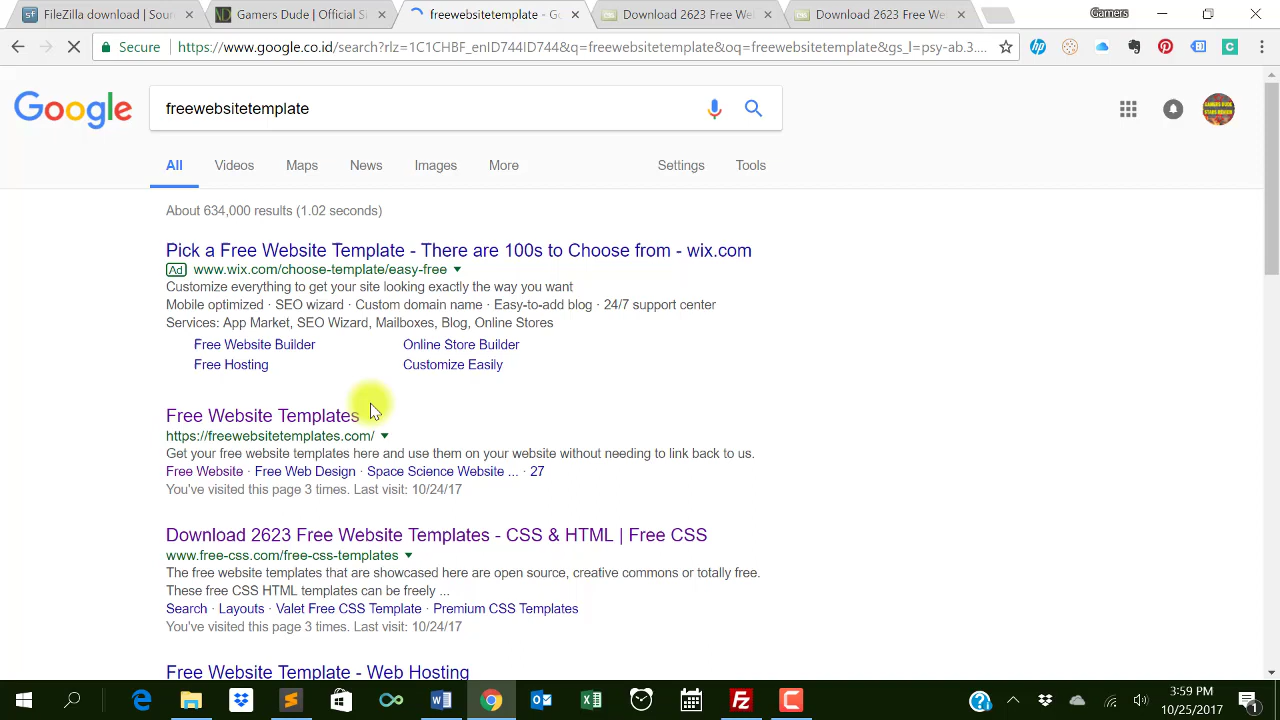 FileZilla download | Soun
Gamers Dude | Official Si
freewebsitetemplate - Go
Download 2623 Free We
Download 2623 Free We
Gamers
Secure
https://www.google.co.id/search?rlz=1C1CHBF_enID744ID744&q=freewebsitetemplate&oq=freewebsitetemplate&gs_l=psy-ab.3....
Google
freewebsitetemplate
All Videos Maps News Images More Settings Tools
About 634,000 results (1.02 seconds)
Pick a Free Website Template - There are 100s to Choose from - wix.com
Ad www.wix.com/choose-template/easy-free
Customize everything to get your site looking exactly the way you want
Mobile optimized · SEO wizard · Custom domain name · Easy-to-add blog · 24/7 support center
Services: App Market, SEO Wizard, Mailboxes, Blog, Online Stores
Free Website Builder Online Store Builder
Free Hosting Customize Easily
Free Website Templates
https://freewebsitetemplates.com/
Get your free website templates here and use them on your website without needing to link back to us.
Free Website · Free Web Design · Space Science Website ... · 27
You've visited this page 3 times. Last visit: 10/24/17
Download 2623 Free Website Templates - CSS & HTML | Free CSS
www.free-css.com/free-css-templates
The free website templates that are showcased here are open source, creative commons or totally free.
These free CSS HTML templates can be freely ...
Search · Layouts · Valet Free CSS Template · Premium CSS Templates
You've visited this page 3 times. Last visit: 10/24/17
Free Website Template - Web Hosting
3:59 PM
10/25/2017